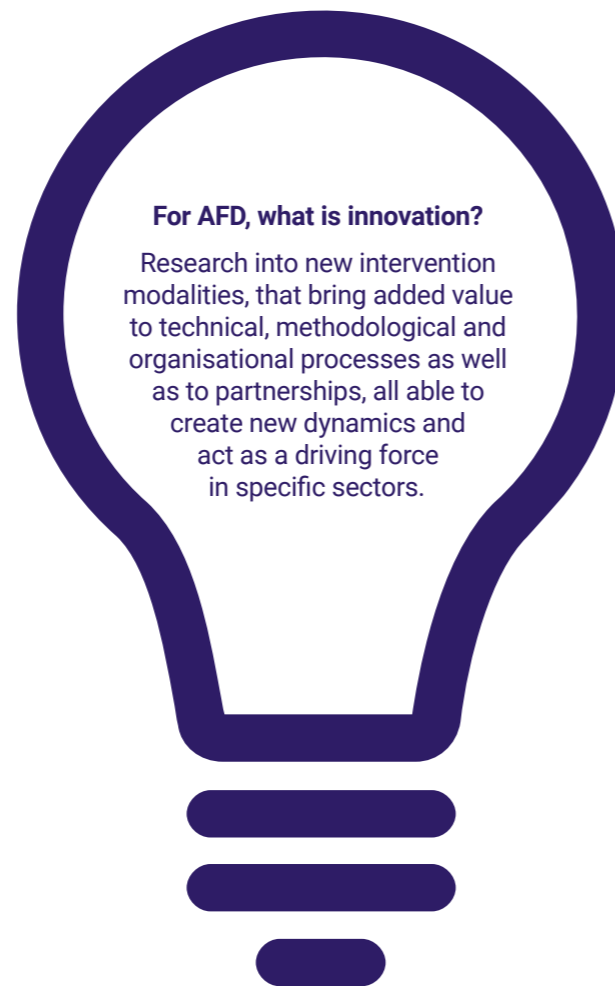 For AFD, what is innovation?
Research into new intervention
modalities, that bring added value
to technical, methodological and
organisational processes as well
as to partnerships, all able to
create new dynamics and
act as a driving force
in specific sectors.